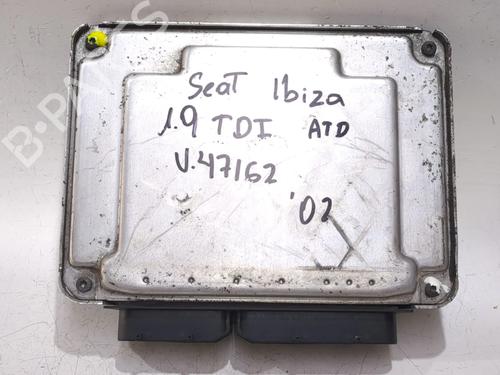 B-PARTS
Seat Ibiza
1.9 TDI ATD
V.47162
'02